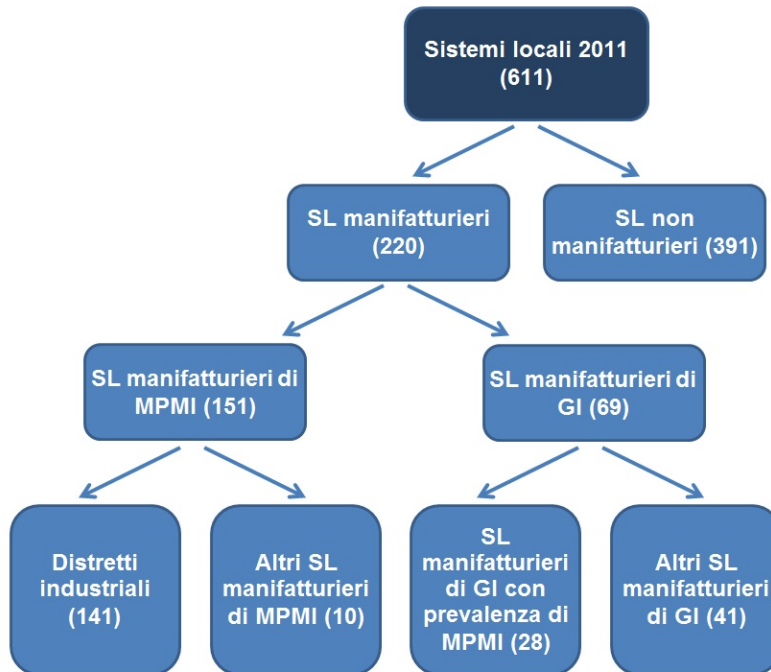 Sistemi locali 2011
(611)
SL manifatturieri
(220)
SL non
manifatturieri (391)
SL manifatturieri di
MPMI (151)
SL manifatturieri di
GI (69)
Distretti
industriali
(141)
Altri SL
manifatturieri
di MPMI (10)
SL
manifatturieri
di GI con
prevalenza di
MPMI (28)
Altri SL
manifatturieri
di GI (41)